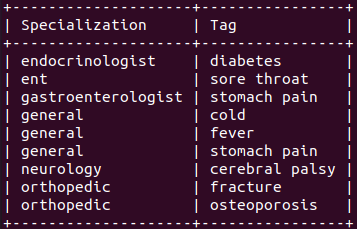 +--------------------+----------------+
| Specialization     | Tag            |
+--------------------+----------------+
| endocrinologist    | diabetes       |
| ent                | sore throat    |
| gastroenterologist | stomach pain   |
| general            | cold           |
| general            | fever          |
| general            | stomach pain   |
| neurology          | cerebral palsy |
| orthopedic         | fracture       |
| orthopedic         | osteoporosis   |
+--------------------+----------------+